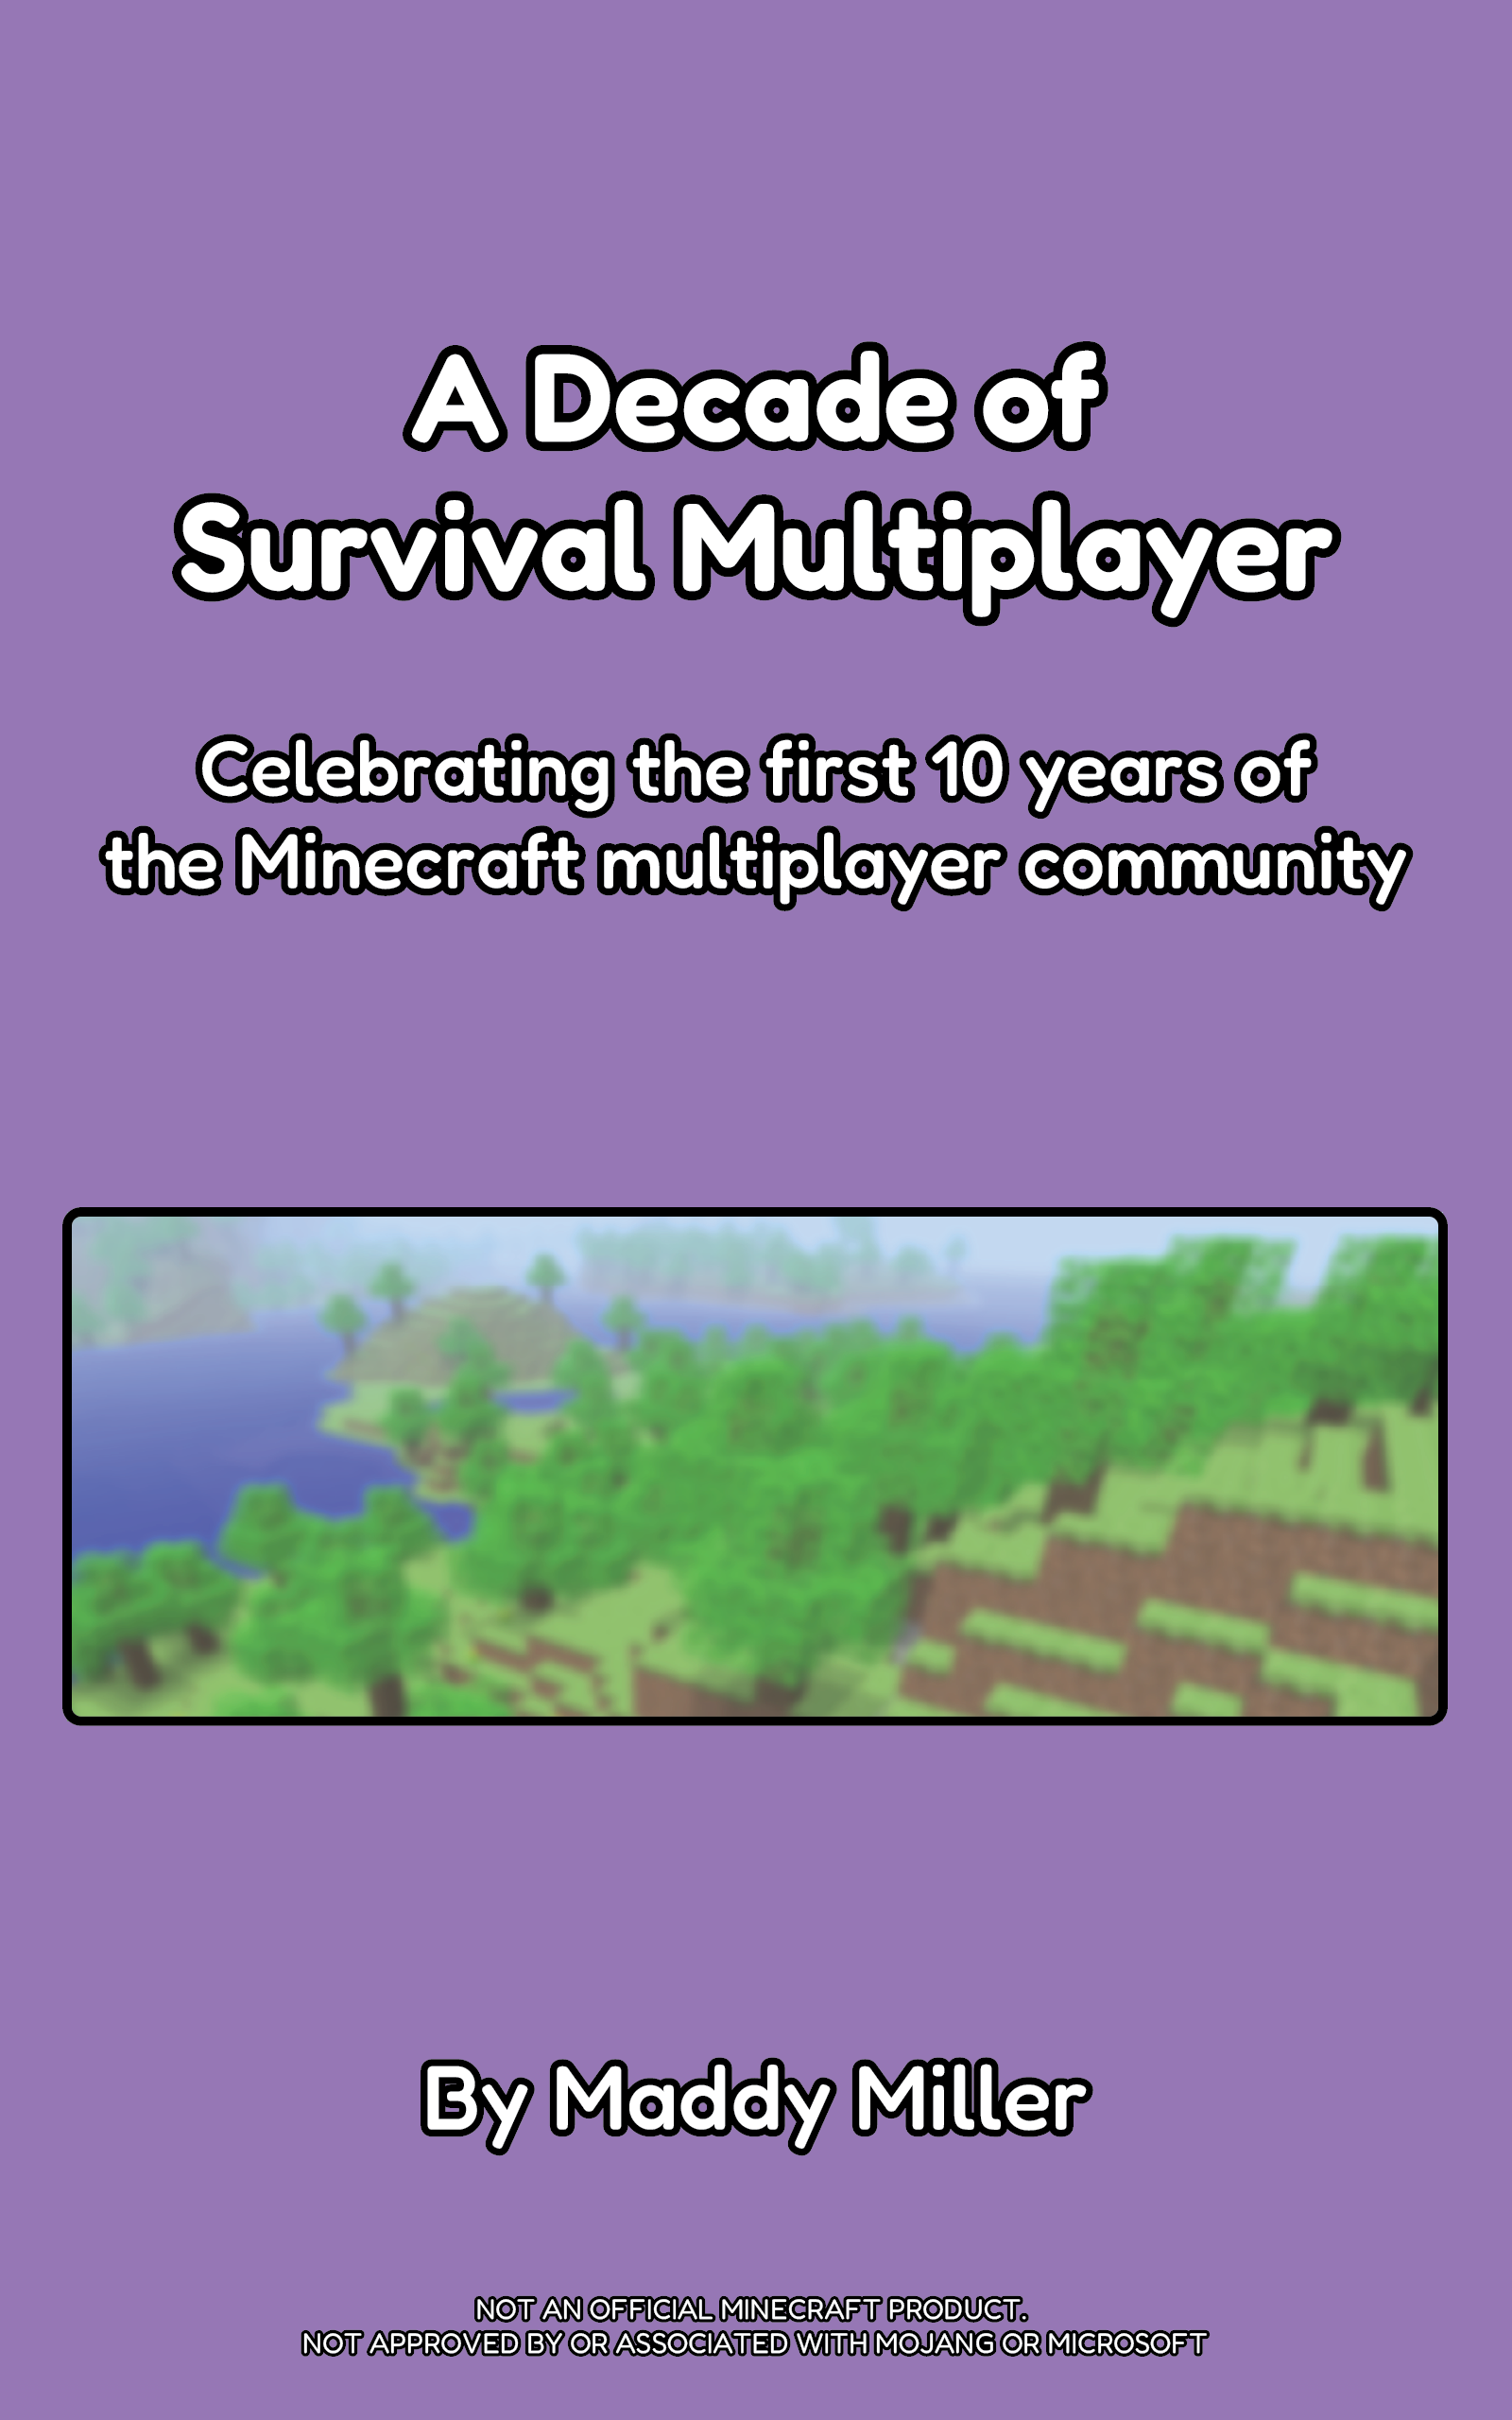 A Decade of
Survival Multiplayer
Celebrating the first 10 years of
the Minecraft multiplayer community
By Maddy Miller
NOT AN OFFICIAL MINECRAFT PRODUCT.
NOT APPROVED BY OR ASSOCIATED WITH MOJANG OR MICROSOFT